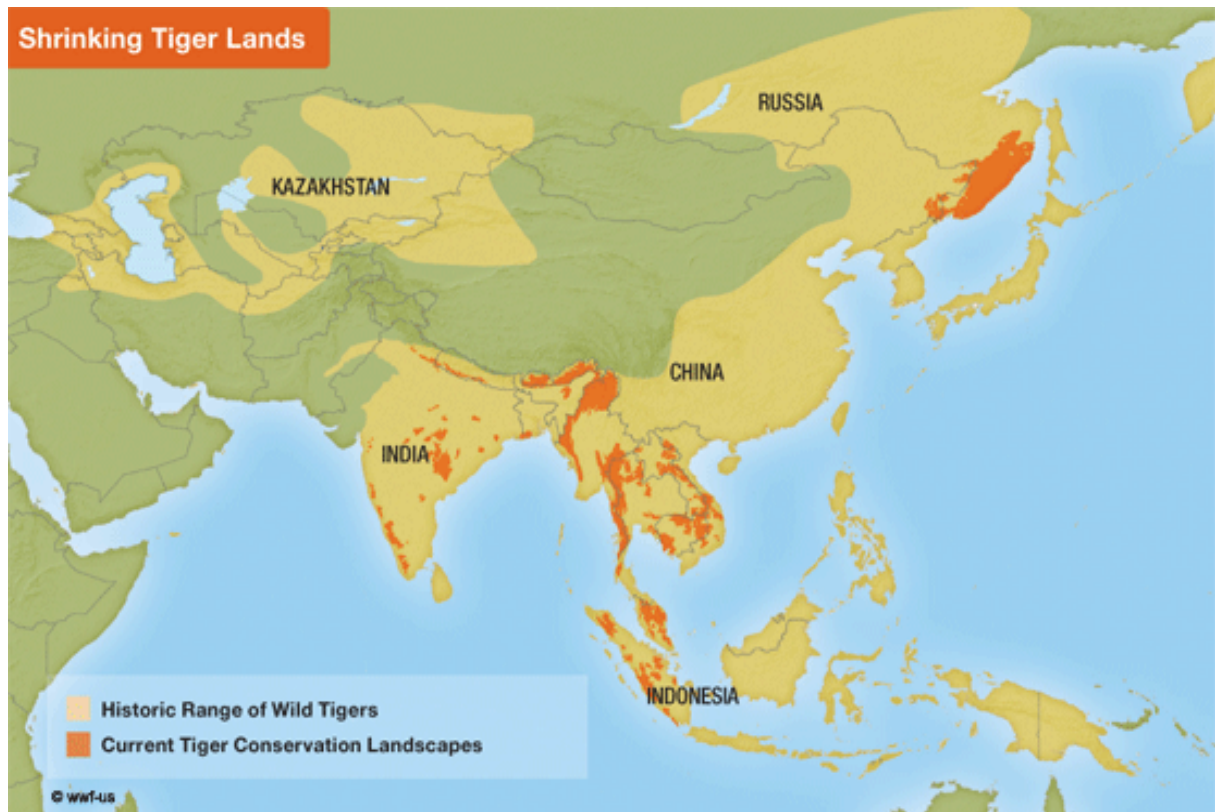 Shrinking Tiger Lands
RUSSIA
KAZAKHSTAN
CHINA
INDIA
INDONESIA
Historic Range of Wild Tigers
Current Tiger Conservation Landscapes
© wwf-us